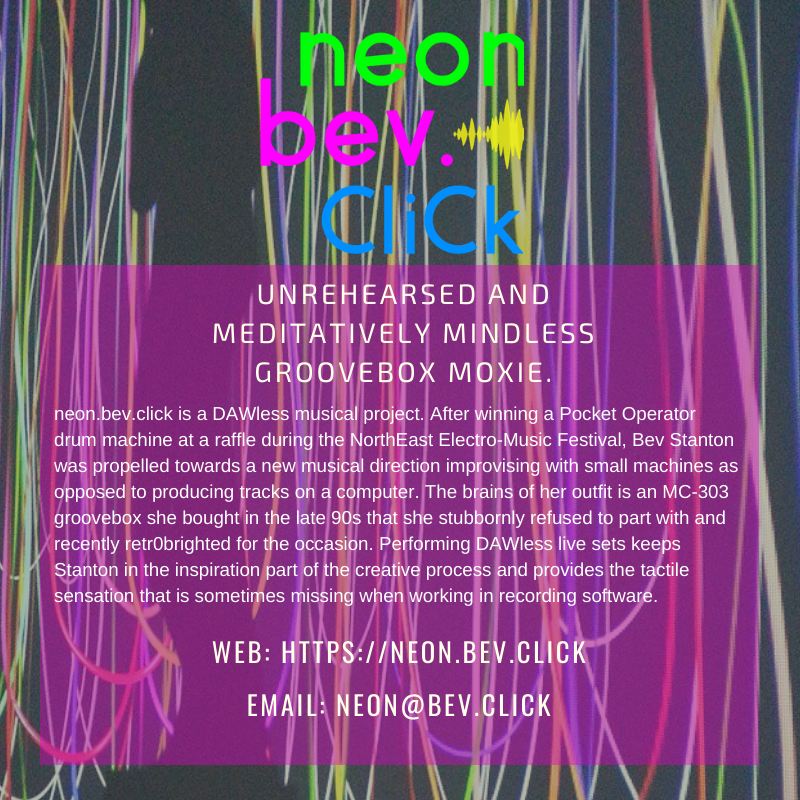 neon
bev.
CliCk
UNREHEARSED AND
MEDITATIVELY MINDLESS
GROOVEBOX MOXIE.
neon.bev.click is a DAWless musical project. After winning a Pocket Operator
drum machine at a raffle during the NorthEast Electro-Music Festival, Bev Stanton
was propelled towards a new musical direction improvising with small machines as
opposed to producing tracks on a computer. The brains of her outfit is an MC-303
groovebox she bought in the late 90s that she stubbornly refused to part with and
recently retr0brighted for the occasion. Performing DAWless live sets keeps
Stanton in the inspiration part of the creative process and provides the tactile
sensation that is sometimes missing when working in recording software.
WEB: HTTPS://NEON.BEV.CLICK
EMAIL: NEON@BEV.CLICK